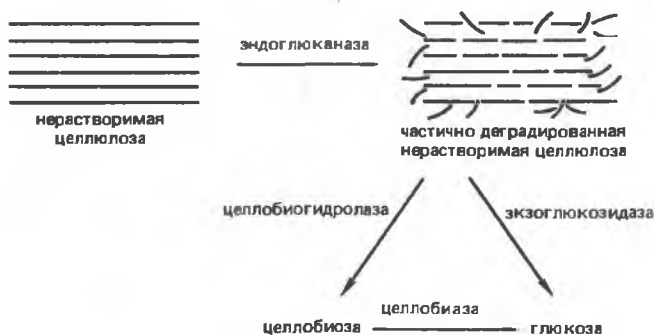 эндоглюканаза
нерастворимая
целлюлоза
частично деградированная
нерастворимая целлюлоза
целлобиогидролаза
экзоглюкозидаза
целлобиаза
целлобиоза
глюкоза